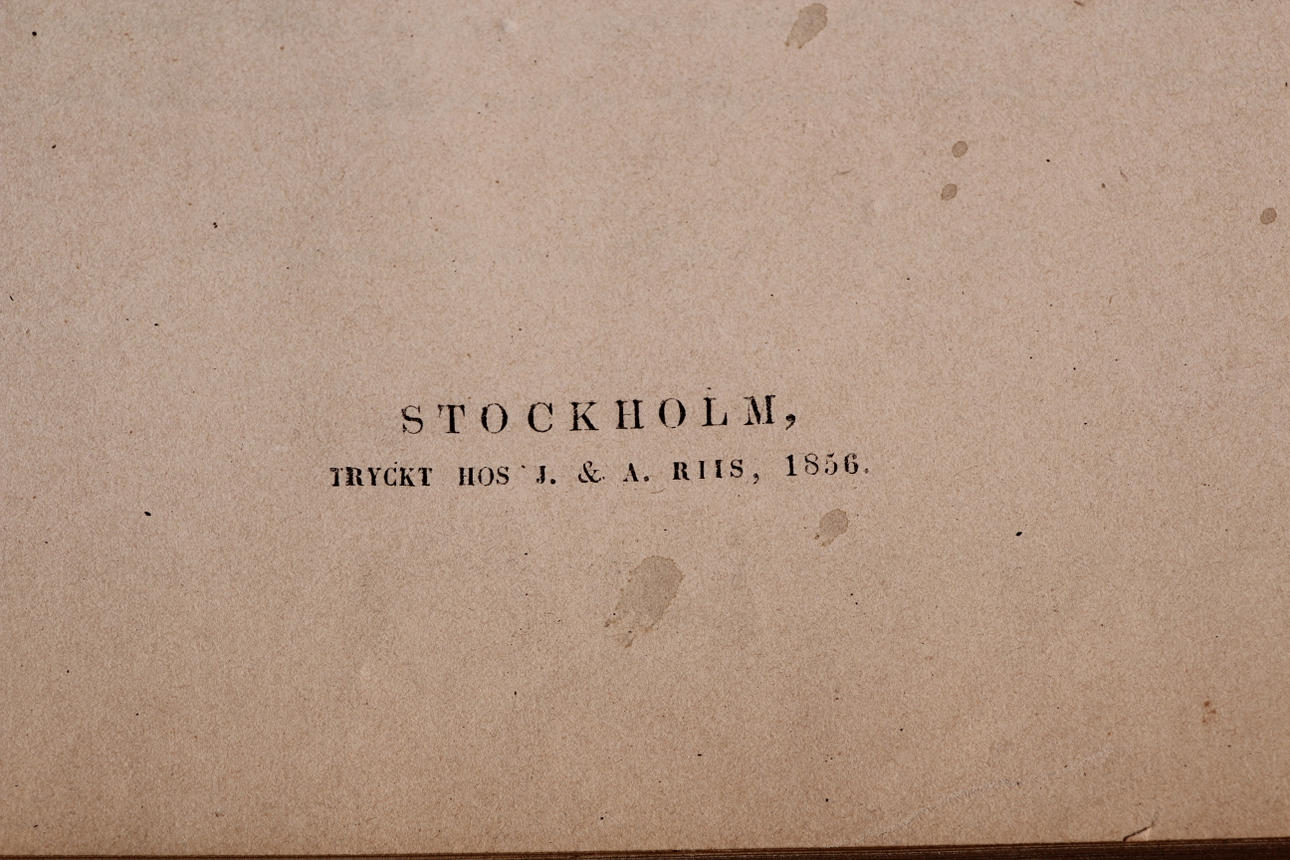 STOCKHOLM,
TRYCKT HOS J. & A. RIIS, 1856.